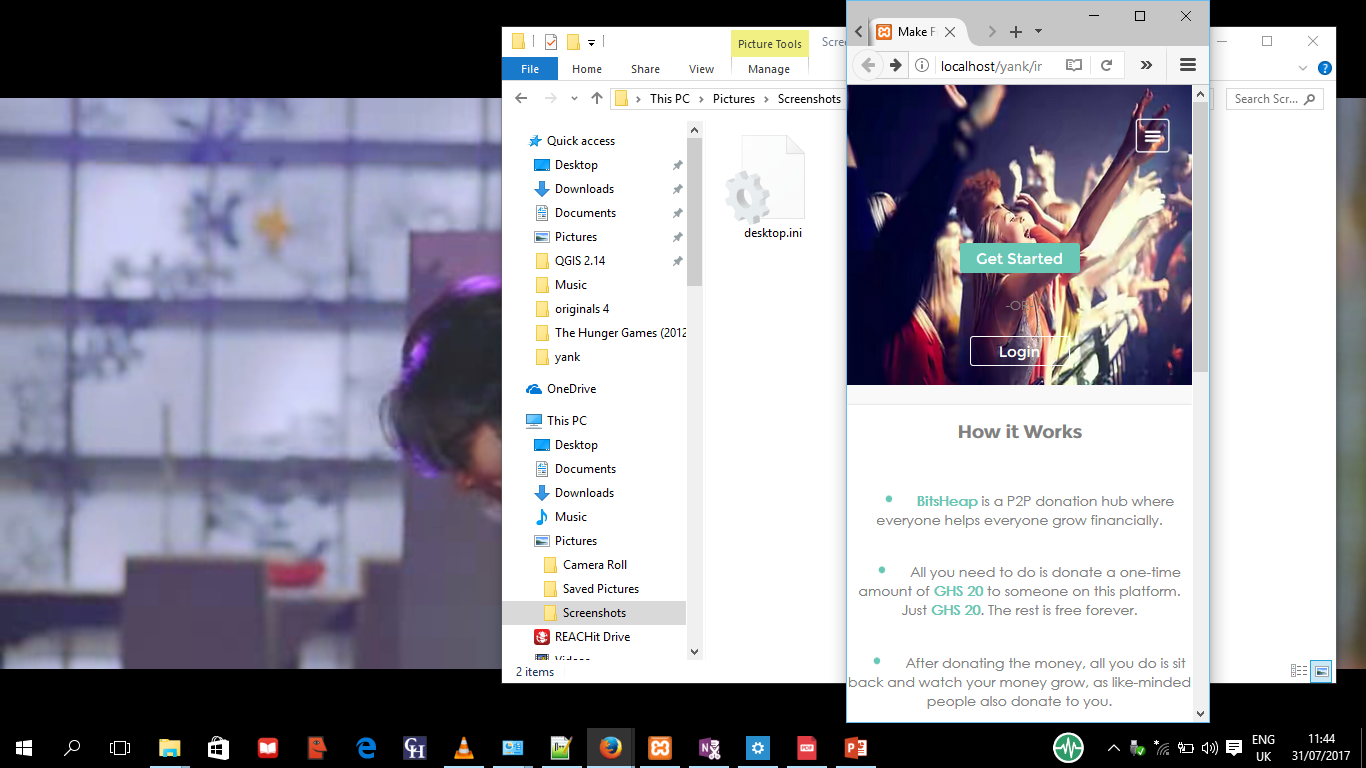 Picture Tools
Scree
File
Home
Share
View
Manage
This PC
Pictures
Screenshots
Search Scr...
Quick access
Desktop
Downloads
Documents
Pictures
QGIS 2.14
Music
originals 4
The Hunger Games (2012
yank
OneDrive
This PC
Desktop
Documents
Downloads
Music
Pictures
Camera Roll
Saved Pictures
Screenshots
REACHit Drive
Videos
2 items
desktop.ini
Make F
localhost/yank/ir
Get Started
-OR-
Login
How it Works
BitsHeap is a P2P donation hub where
everyone helps everyone grow financially.
All you need to do is donate a one-time
amount of GHS 20 to someone on this platform.
Just GHS 20. The rest is free forever.
After donating the money, all you do is sit
back and watch your money grow, as like-minded
people also donate to you.
ENG
UK
11:44
31/07/2017